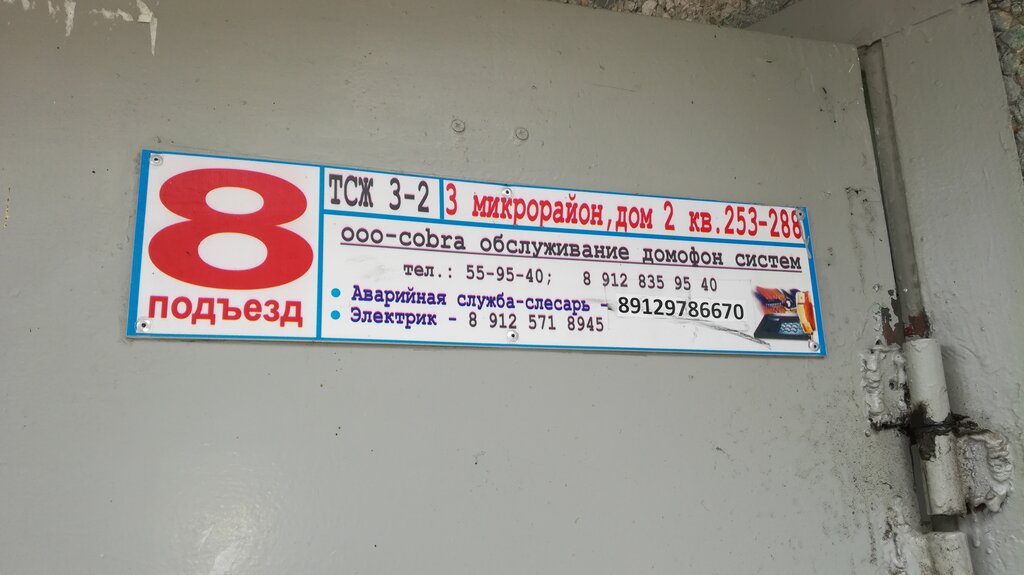 8
подъезд
ТСЖ 3-2
3 микрорайон,дом 2 кв.253-288
ооо-cobra обслуживание домофон систем
тел.: 55-95-40; 8 912 835 95 40
• Аварийная служба-слесарь - 89129786670
• Электрик - 8 912 571 8945